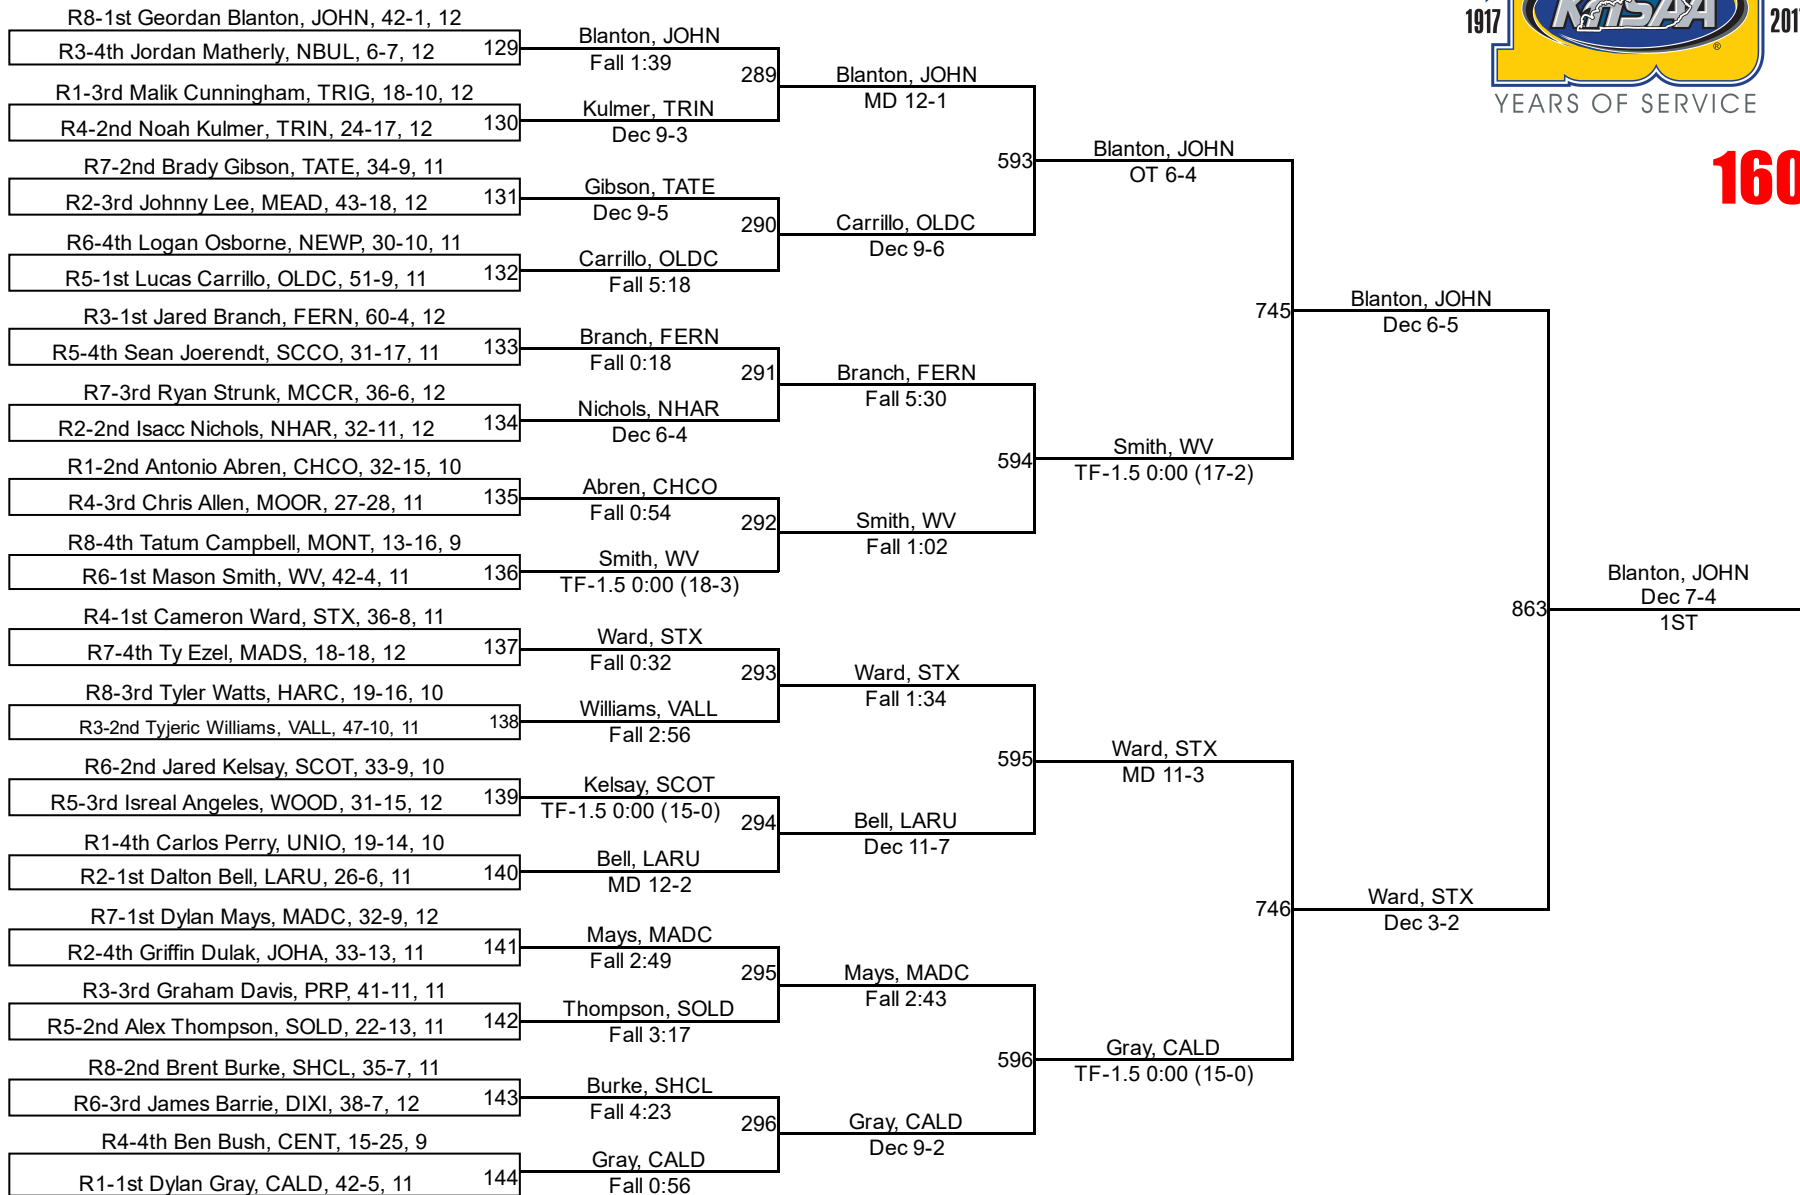 R8-1st Geordan Blanton, JOHN, 42-1, 12
R3-4th Jordan Matherly, NBUL, 6-7, 12
129
R1-3rd Malik Cunningham, TRIG, 18-10, 12
R4-2nd Noah Kulmer, TRIN, 24-17, 12
130
R7-2nd Brady Gibson, TATE, 34-9, 11
R2-3rd Johnny Lee, MEAD, 43-18, 12
131
R6-4th Logan Osborne, NEWP, 30-10, 11
R5-1st Lucas Carrillo, OLDC, 51-9, 11
132
R3-1st Jared Branch, FERN, 60-4, 12
R5-4th Sean Joerendt, SCCO, 31-17, 11
133
R7-3rd Ryan Strunk, MCCR, 36-6, 12
R2-2nd Isacc Nichols, NHAR, 32-11, 12
134
R1-2nd Antonio Abren, CHCO, 32-15, 10
R4-3rd Chris Allen, MOOR, 27-28, 11
135
R8-4th Tatum Campbell, MONT, 13-16, 9
R6-1st Mason Smith, WV, 42-4, 11
136
R4-1st Cameron Ward, STX, 36-8, 11
R7-4th Ty Ezel, MADS, 18-18, 12
137
R8-3rd Tyler Watts, HARC, 19-16, 10
R3-2nd Tyjeric Williams, VALL, 47-10, 11
138
R6-2nd Jared Kelsay, SCOT, 33-9, 10
R5-3rd Isreal Angeles, WOOD, 31-15, 12
139
R1-4th Carlos Perry, UNIO, 19-14, 10
R2-1st Dalton Bell, LARU, 26-6, 11
140
R7-1st Dylan Mays, MADC, 32-9, 12
R2-4th Griffin Dulak, JOHA, 33-13, 11
141
R3-3rd Graham Davis, PRP, 41-11, 11
R5-2nd Alex Thompson, SOLD, 22-13, 11
142
R8-2nd Brent Burke, SHCL, 35-7, 11
R6-3rd James Barrie, DIXI, 38-7, 12
143
R4-4th Ben Bush, CENT, 15-25, 9
R1-1st Dylan Gray, CALD, 42-5, 11
144
Blanton, JOHN
Fall 1:39
289
Kulmer, TRIN
Dec 9-3
Gibson, TATE
Dec 9-5
290
Carrillo, OLDC
Fall 5:18
Branch, FERN
Fall 0:18
291
Nichols, NHAR
Dec 6-4
Abren, CHCO
Fall 0:54
292
Smith, WV
TF-1.5 0:00 (18-3)
Ward, STX
Fall 0:32
293
Williams, VALL
Fall 2:56
Kelsay, SCOT
TF-1.5 0:00 (15-0)
294
Bell, LARU
MD 12-2
Mays, MADC
Fall 2:49
295
Thompson, SOLD
Fall 3:17
Burke, SHCL
Fall 4:23
296
Gray, CALD
Fall 0:56
Blanton, JOHN
MD 12-1
593
Carrillo, OLDC
Dec 9-6
Branch, FERN
Fall 5:30
594
Smith, WV
Fall 1:02
Ward, STX
Fall 1:34
595
Bell, LARU
Dec 11-7
Mays, MADC
Fall 2:43
596
Gray, CALD
Dec 9-2
Blanton, JOHN
OT 6-4
745
Smith, WV
TF-1.5 0:00 (17-2)
Ward, STX
MD 11-3
746
Gray, CALD
TF-1.5 0:00 (15-0)
Blanton, JOHN
Dec 6-5
863
Ward, STX
Dec 3-2
Blanton, JOHN
Dec 7-4
1ST
1917 KHSAA ® 201
YEARS OF SERVICE
160